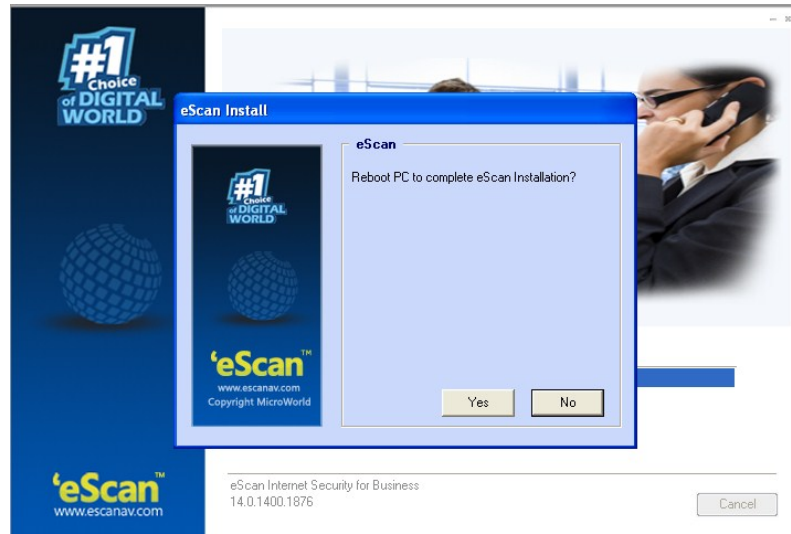 #1
Choice
of DIGITAL
WORLD
eScan Install
eScan
#1
Choice
of DIGITAL
WORLD
Reboot PC to complete eScan Installation?
‘eScan™
www.escanav.com
Copyright MicroWorld
Yes
No
‘eScan™
www.escanav.com
eScan Internet Security for Business
14.0.1400.1876
Cancel